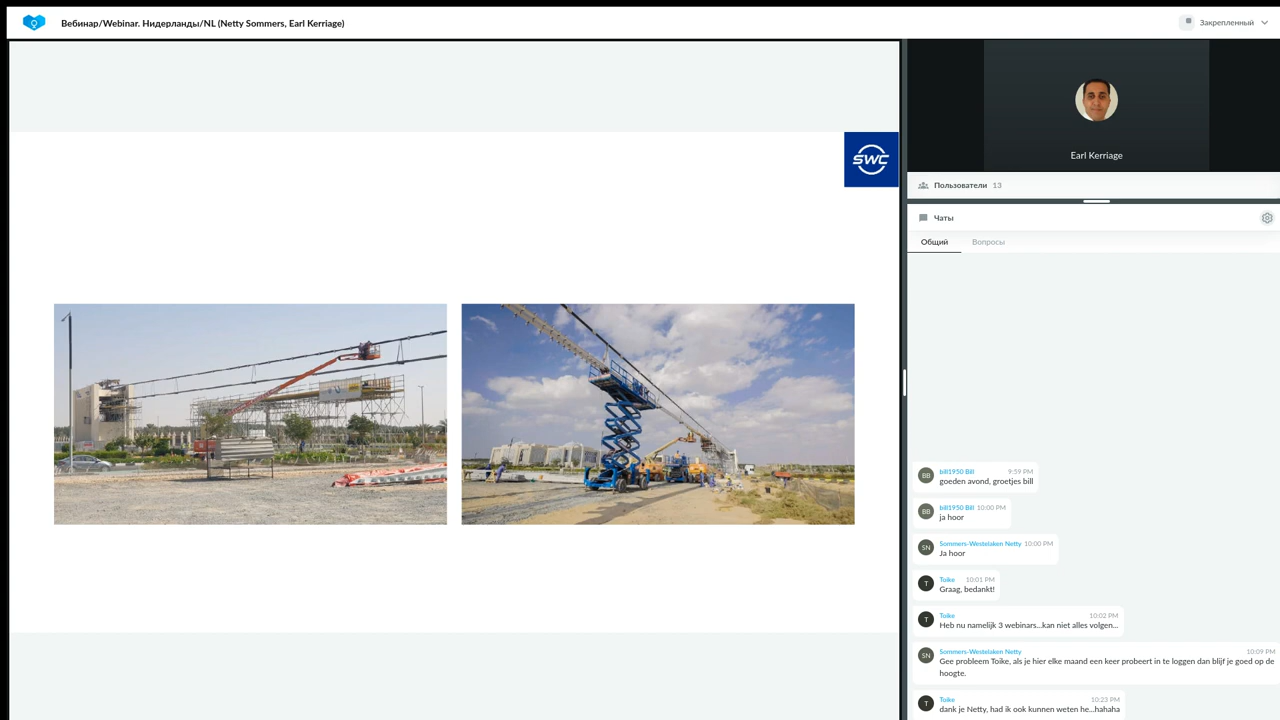 Вебинар/Webinar. Нидерланды/NL (Netty Sommers, Earl Kerriage)
Закрепленный
SWC
Earl Kerriage
Пользователи 13
Чаты
Общий Вопросы
BB bill1950 Bill 9:59 PM
goeden avond, groetjes bill
BB bill1950 Bill 10:00 PM
ja hoor
SN Sommers-Westelaken Netty 10:00 PM
Ja hoor
T Toike 10:01 PM
Graag, bedankt!
T Toike 10:02 PM
Heb nu namelijk 3 webinars...kan niet alles volgen...
SN Sommers-Westelaken Netty 10:09 PM
Gee probleem Toike, als je hier elke maand een keer probeert in te loggen dan blijf je goed op de
hoogte.
T Toike 10:23 PM
dank je Netty, had ik ook kunnen weten he...hahaha